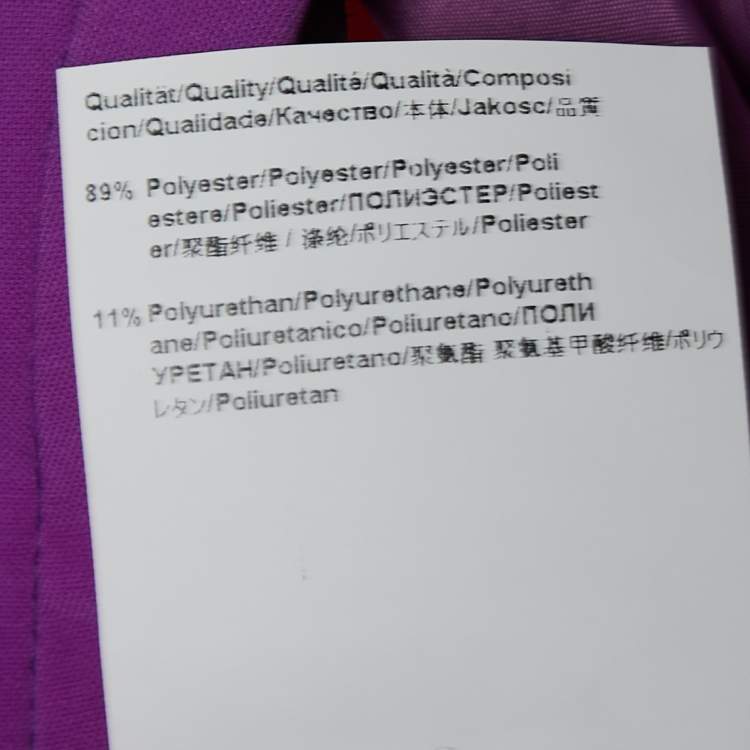 Qualität/Quality/Qualité/Qualità/Composi
cion/Qualidade/Качество/本体/Jakosc/品質
89% Polyester/Polyester/Polyester/Poli
estere/Poliester/ПОЛИЭСТЕР/Poliest
er/聚酯纤维 / 涤纶/ポリエステル/Poliester
11% Polyurethan/Polyurethane/Polyureth
ane/Poliuretanico/Poliuretano/ПОЛИ
УРЕТАН/Poliuretano/聚氨酯 聚氨基甲酸纤维/ポリウ
レタン/Poliuretan